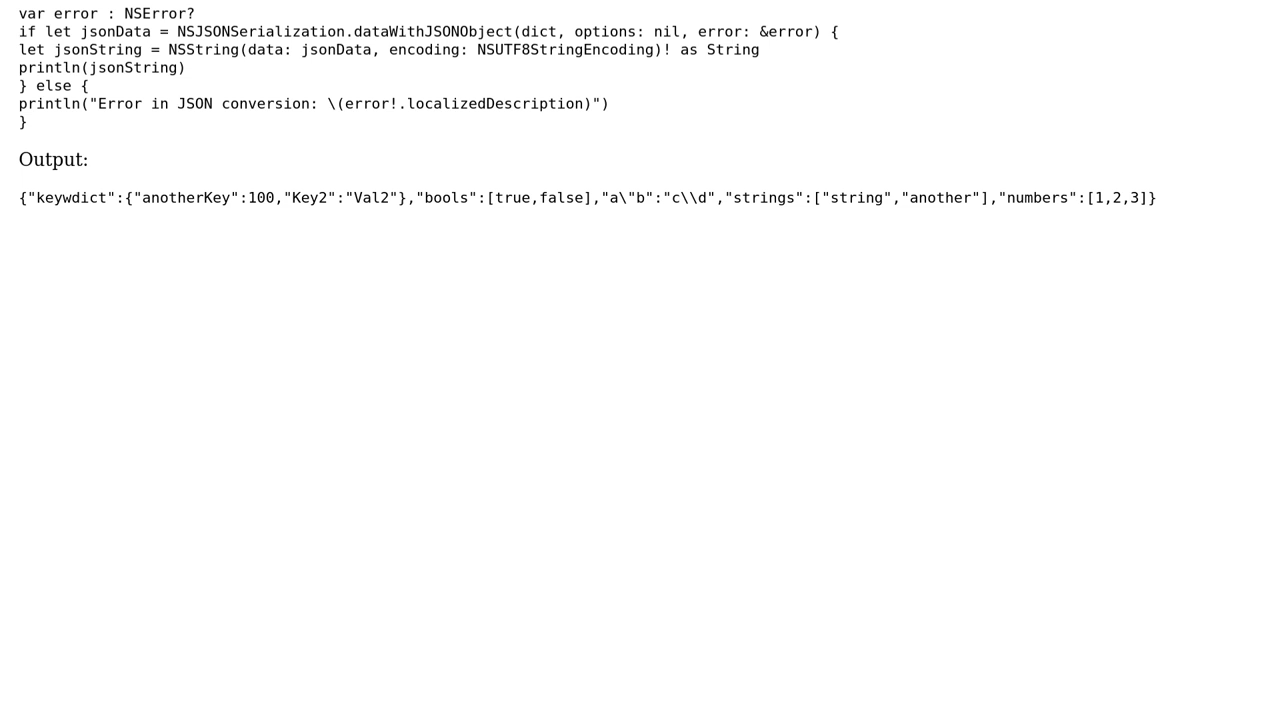 var error : NSError?
if let jsonData = NSJSONSerialization.dataWithJSONObject(dict, options: nil, error: &error) {
let jsonString = NSString(data: jsonData, encoding: NSUTF8StringEncoding)! as String
println(jsonString)
} else {
println("Error in JSON conversion: \(error!.localizedDescription)")
}
Output:
{"keywdict":{"anotherKey":100,"Key2":"Val2"},"bools":[true,false],"a\"b":"c\\d","strings":["string","another"],"numbers":[1,2,3]}